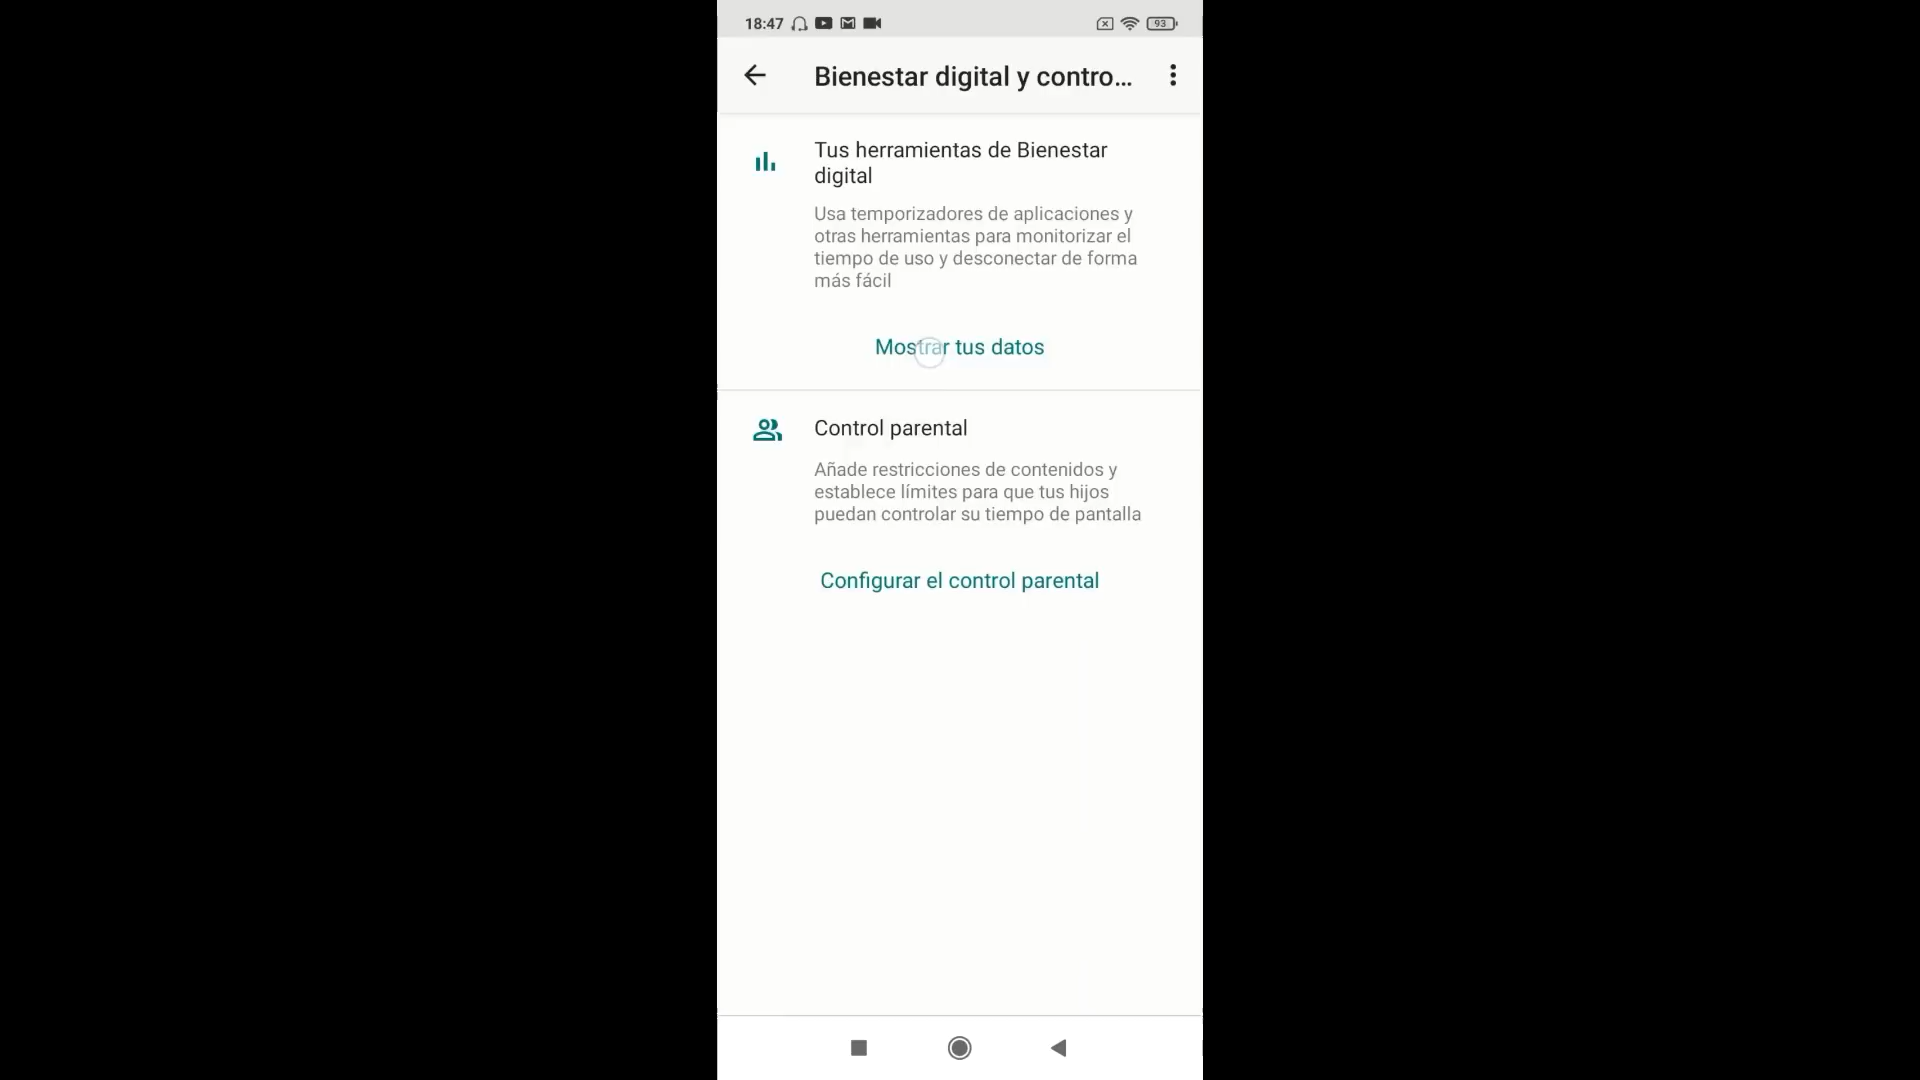 18:47
93
Bienestar digital y contro...
Tus herramientas de Bienestar
digital
Usa temporizadores de aplicaciones y
otras herramientas para monitorizar el
tiempo de uso y desconectar de forma
más fácil
Mostrar tus datos
Control parental
Añade restricciones de contenidos y
establece límites para que tus hijos
puedan controlar su tiempo de pantalla
Configurar el control parental